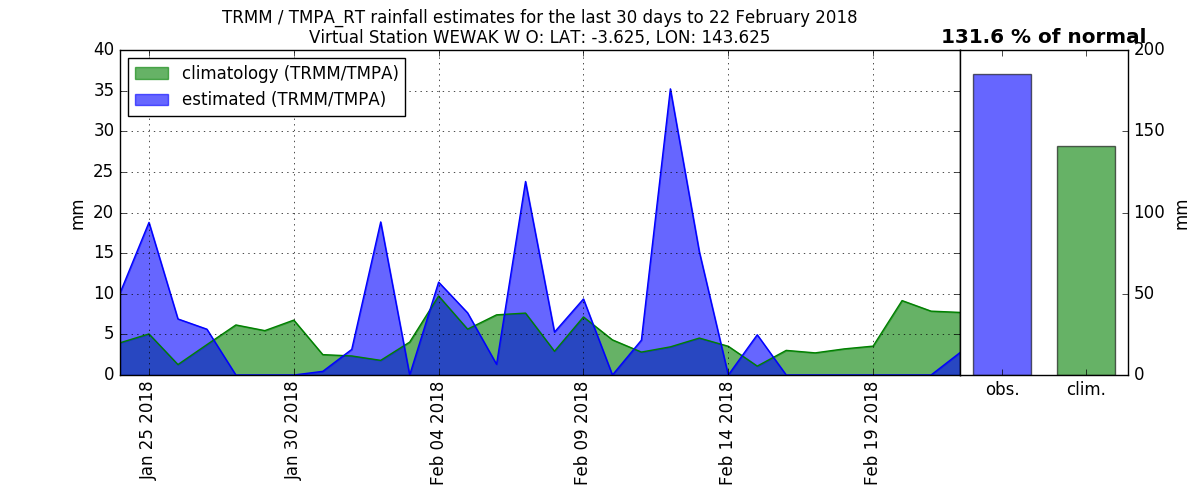 TRMM / TMPA_RT rainfall estimates for the last 30 days to 22 February 2018
Virtual Station WEWAK W O: LAT: -3.625, LON: 143.625
131.6 % of normal
climatology (TRMM/TMPA)
estimated (TRMM/TMPA)
mm
40
35
30
25
20
15
10
5
0
Jan 25 2018
Jan 30 2018
Feb 04 2018
Feb 09 2018
Feb 14 2018
Feb 19 2018
200
150
100
50
0
mm
obs.
clim.